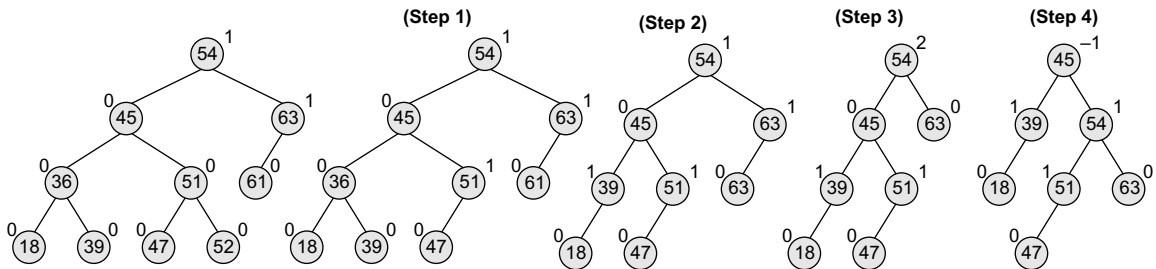 (Step 1) (Step 2) (Step 3) (Step 4)
54 1 54 1 54 1 54 2 45 –1
0 45 63 1 0 45 63 1 0 45 63 1 0 45 63 0 1 39 54 1
0 36 51 0 0 61 0 36 51 1 0 61 1 39 51 1 0 63 1 39 51 1 0 18 1 51 63 0
0 18 39 0 0 47 52 0 0 18 39 0 0 47 0 18 0 47 0 18 0 47 0 47